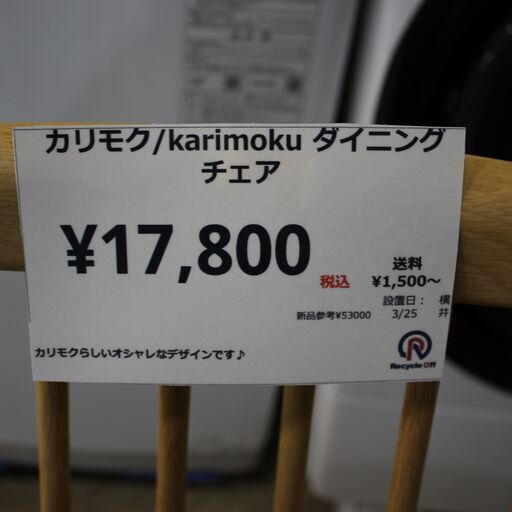 カリモク/karimoku ダイニング
チェア
¥17,800
税込
送料
¥1,500～
設置日： 横
新品参考¥53000 3/25 井
カリモクらしいオシャレなデザインです♪
Recycle Off